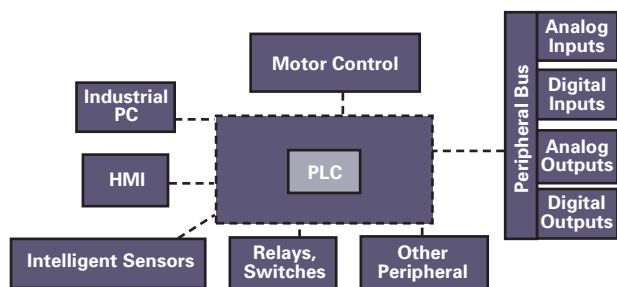 Motor Control
Industrial
PC
HMI
PLC
Intelligent Sensors
Relays,
Switches
Other
Peripheral
Peripheral Bus
Analog
Inputs
Digital
Inputs
Analog
Outputs
Digital
Outputs